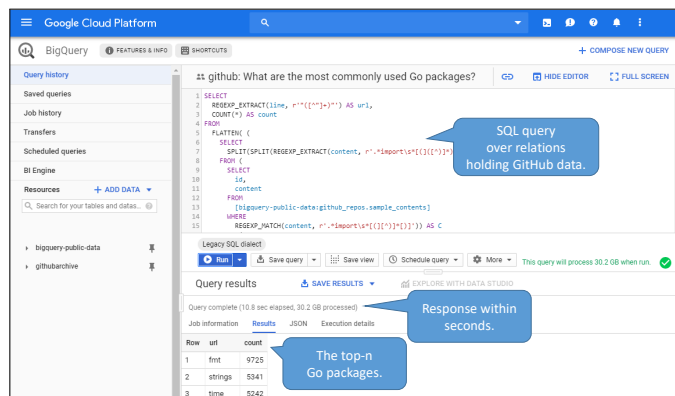 Google Cloud Platform
BigQuery
FEATURES & INFO
SHORTCUTS
COMPOSE NEW QUERY
Query history
Saved queries
Job history
Transfers
Scheduled queries
BI Engine
Resources
+ ADD DATA
Search for your tables and datas...
bigquery-public-data
githubarchive
github: What are the most commonly used Go packages?
HIDE EDITOR
FULL SCREEN
1 SELECT
2 REGEXP_EXTRACT(line, r'"([^"]+)"') AS url,
3 COUNT(*) AS count
4 FROM
5 FLATTEN( (
6 SELECT
7 SPLIT(SPLIT(REGEXP_EXTRACT(content, r'.*import\s*[(]([^)]*)
8 FROM (
9 SELECT
10 id,
11 content
12 FROM
13 [bigquery-public-data:github_repos.sample_contents]
14 WHERE
15 REGEXP_MATCH(content, r'.*import\s*[(][^)]*[)]')) AS C
SQL query
over relations
holding GitHub data.
Legacy SQL dialect
Run
Save query
Save view
Schedule query
More
This query will process 30.2 GB when run.
Query results
SAVE RESULTS
EXPLORE WITH DATA STUDIO
Query complete (10.8 sec elapsed, 30.2 GB processed)
Response within
seconds.
Job information Results JSON Execution details
Row url count
1 fmt 9725
2 strings 5341
3 time 5242
The top-n
Go packages.